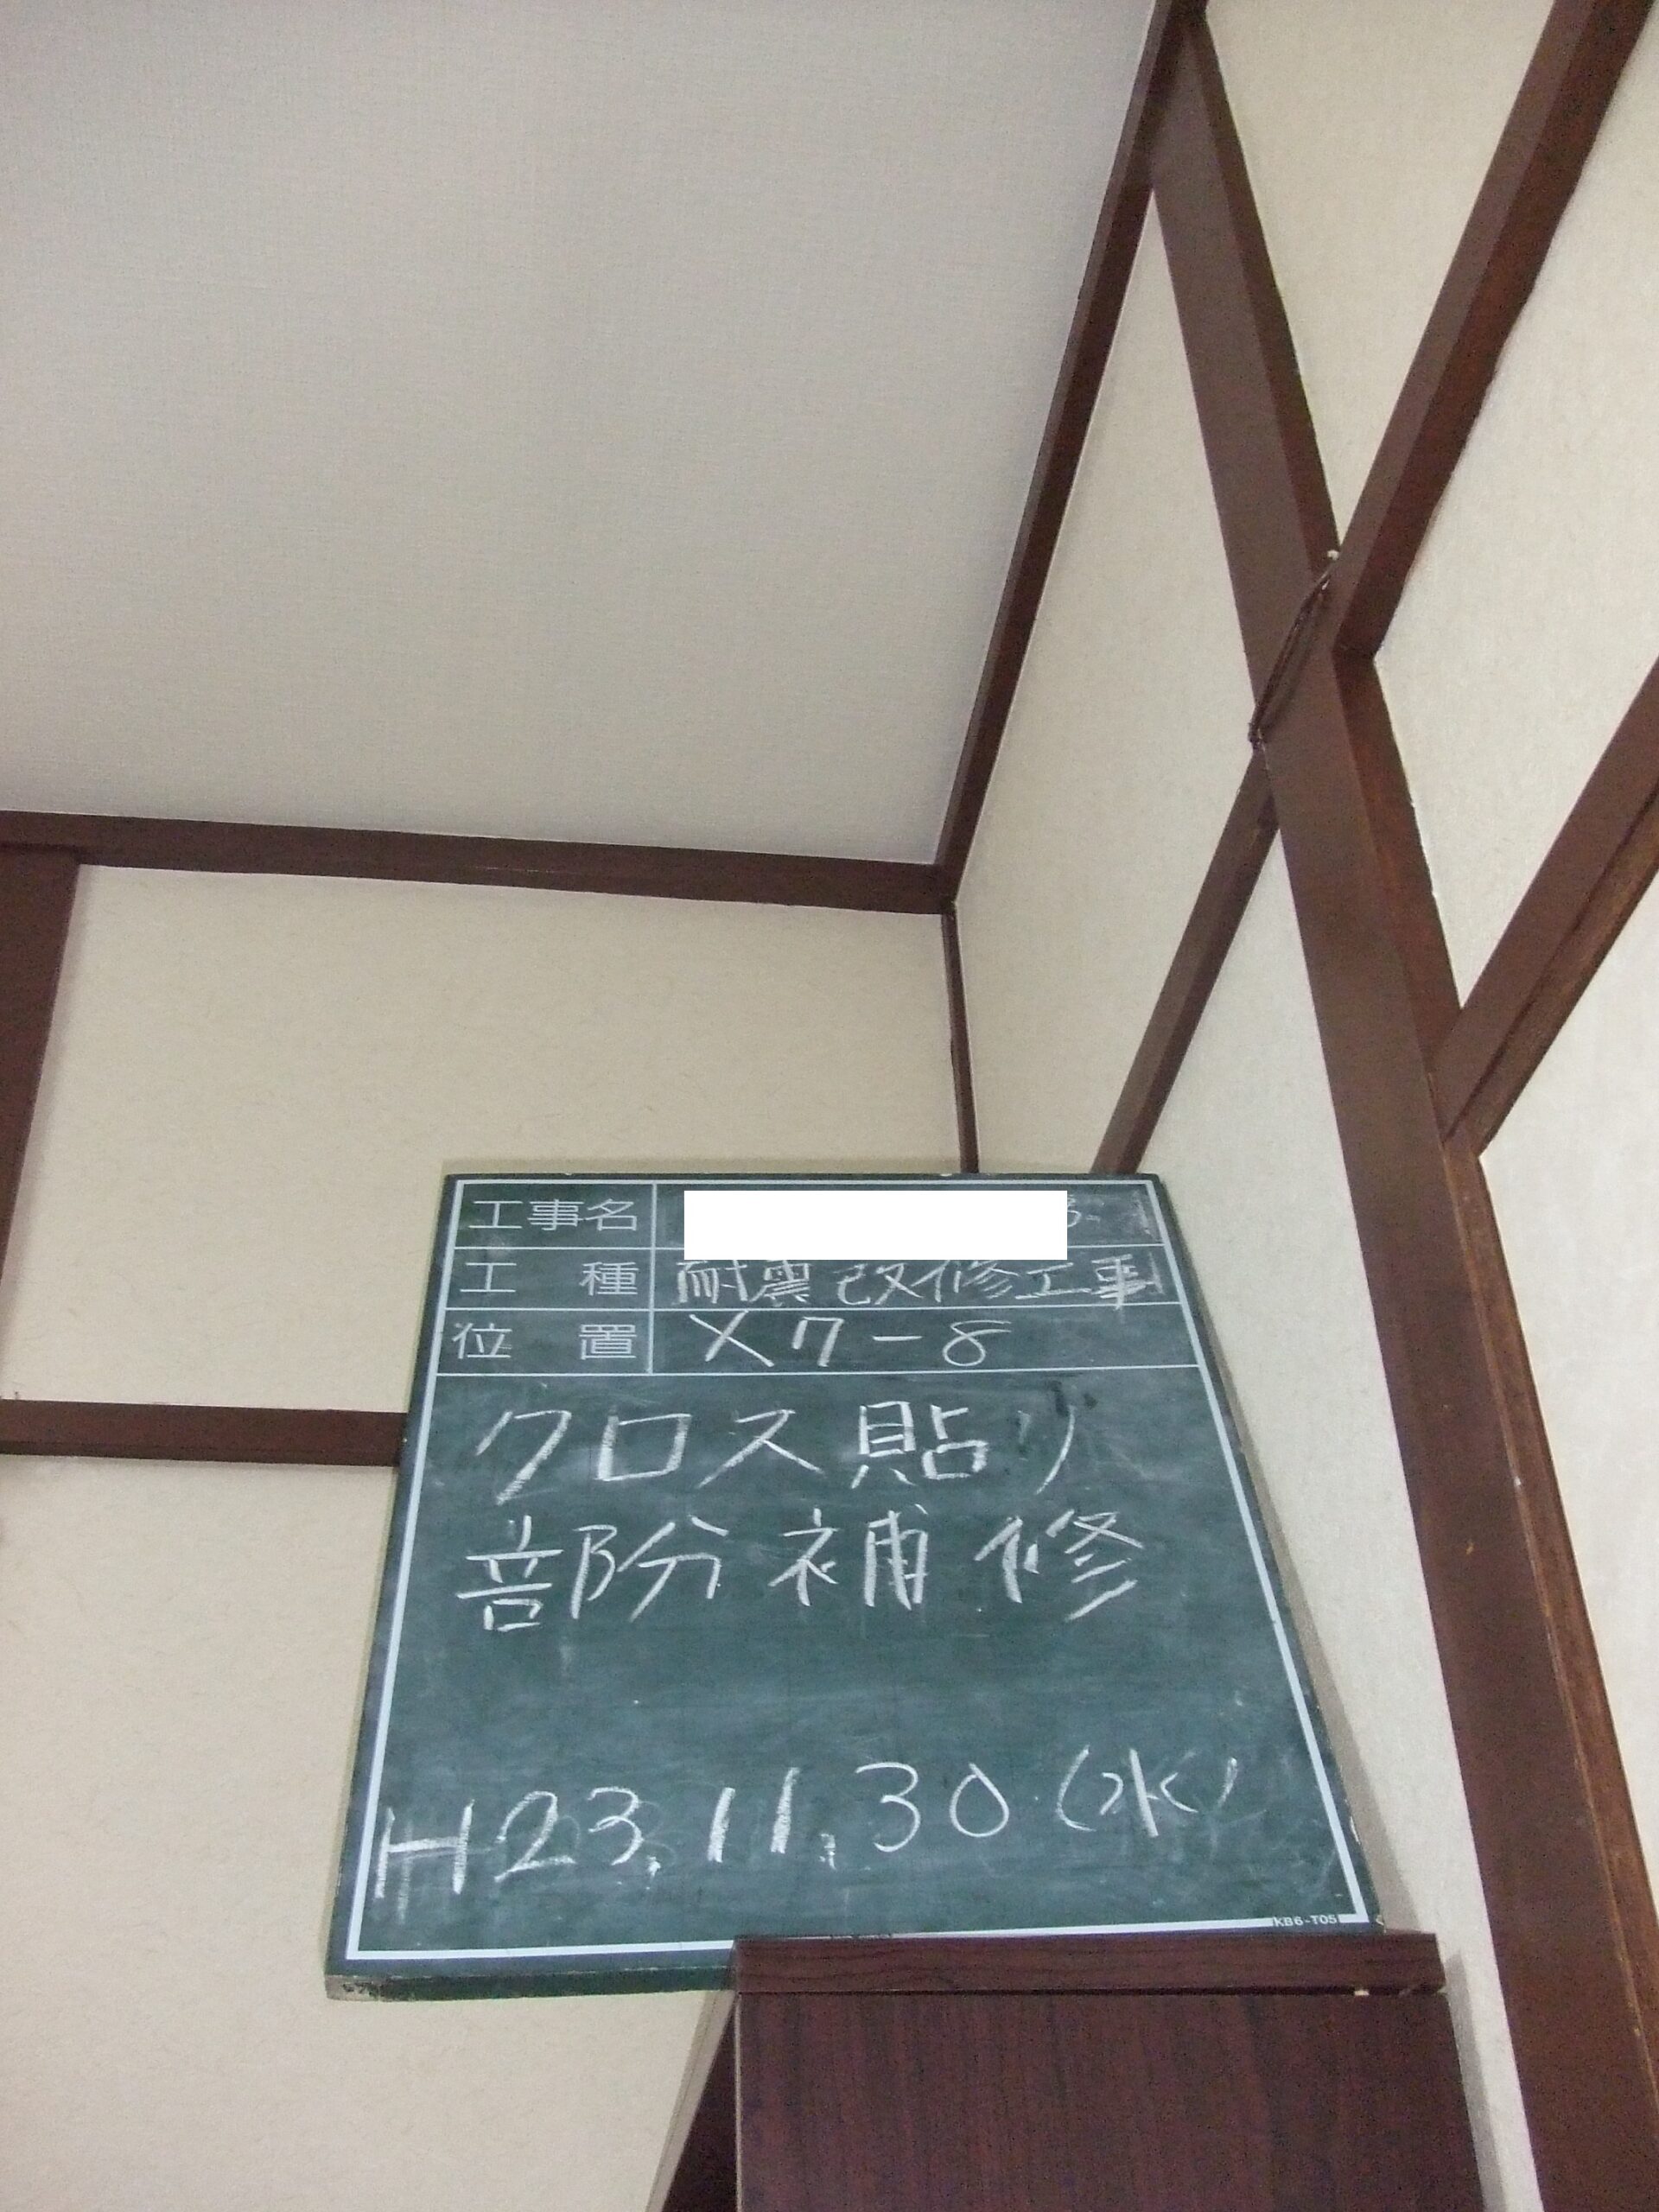 工事名
工種 耐震改修工事
位置 X7-8
クロス貼り
部分補修
H23.11.30(水)
KB6-T05